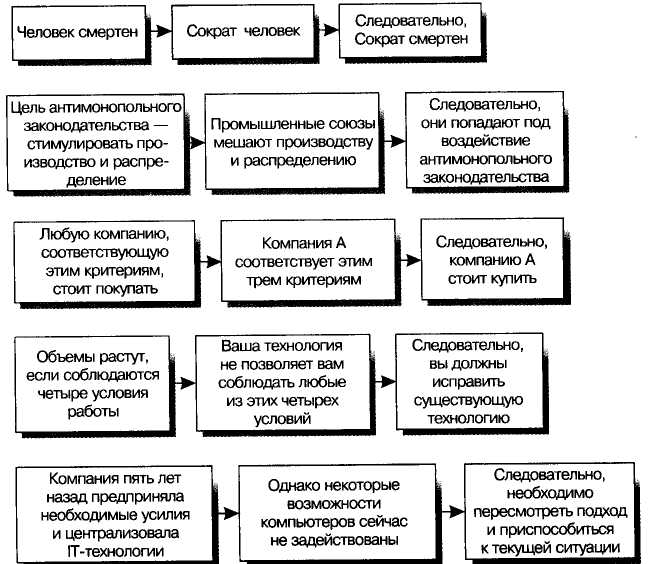 Человек смертен
Сократ человек
Следовательно,
Сократ смертен
Цель антимонопольного
законодательства —
стимулировать про-
изводство и распре-
деление
Промышленные союзы
мешают производству
и распределению
Следовательно,
они попадают под
воздействие
антимонопольного
законодательства
Любую компанию,
соответствующую
этим критериям,
стоит покупать
Компания А
соответствует этим
трем критериям
Следовательно,
компанию А
стоит купить
Объемы растут,
если соблюдаются
четыре условия
работы
Ваша технология
не позволяет вам
соблюдать любые
из этих четырех
условий
Следовательно,
вы должны
исправить
существующую
технологию
Компания пять лет
назад предприняла
необходимые усилия
и централизовала
IT-технологии
Однако некоторые
возможности
компьютеров сейчас
не задействованы
Следовательно,
необходимо
пересмотреть подход
и приспособиться
к текущей ситуации